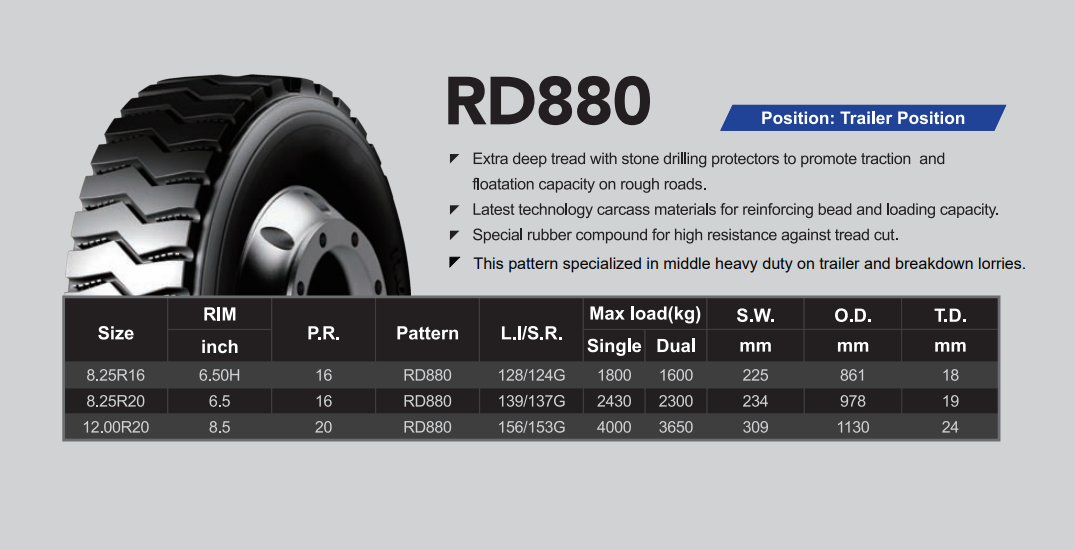 RD880
Position: Trailer Position
Extra deep tread with stone drilling protectors to promote traction and
floatation capacity on rough roads.
Latest technology carcass materials for reinforcing bead and loading capacity.
Special rubber compound for high resistance against tread cut.
This pattern specialized in middle heavy duty on trailer and breakdown lorries.
Size RIM inch P.R. Pattern L.I/S.R. Max load(kg) Single Dual S.W. mm O.D. mm T.D. mm
8.25R16 6.50H 16 RD880 128/124G 1800 1600 225 861 18
8.25R20 6.5 16 RD880 139/137G 2430 2300 234 978 19
12.00R20 8.5 20 RD880 156/153G 4000 3650 309 1130 24